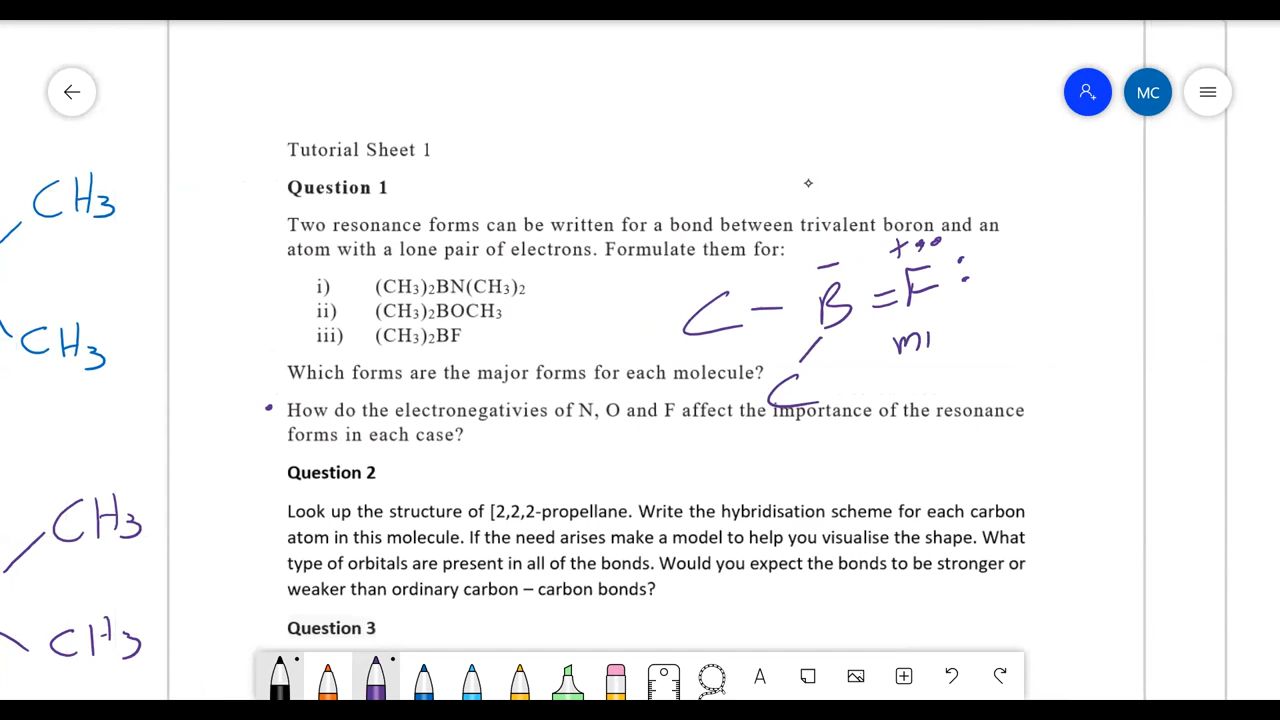 MC
CH3
CH3
CH3
CH3
Tutorial Sheet 1
Question 1
Two resonance forms can be written for a bond between trivalent boron and an
atom with a lone pair of electrons. Formulate them for:
i) (CH3)2BN(CH3)2
ii) (CH3)2BOCH3
iii) (CH3)2BF
C - B = F :
C
Which forms are the major forms for each molecule?
• How do the electronegativies of N, O and F affect the importance of the resonance
forms in each case?
Question 2
Look up the structure of [2,2,2-propellane. Write the hybridisation scheme for each carbon
atom in this molecule. If the need arises make a model to help you visualise the shape. What
type of orbitals are present in all of the bonds. Would you expect the bonds to be stronger or
weaker than ordinary carbon – carbon bonds?
Question 3
A